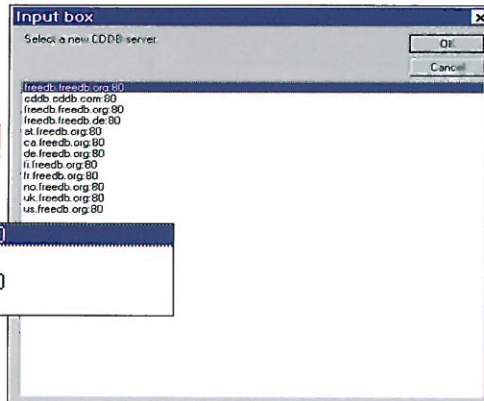 Input box
Select a new CDDB server.
OK
Cancel
freedb.freedb.org:80
cddb.cddb.com:80
freedb.freedb.org:80
freedb.freedb.de:80
at.freedb.org:80
ca.freedb.org:80
de.freedb.org:80
fi.freedb.org:80
fr.freedb.org:80
no.freedb.org:80
uk.freedb.org:80
us.freedb.org:80